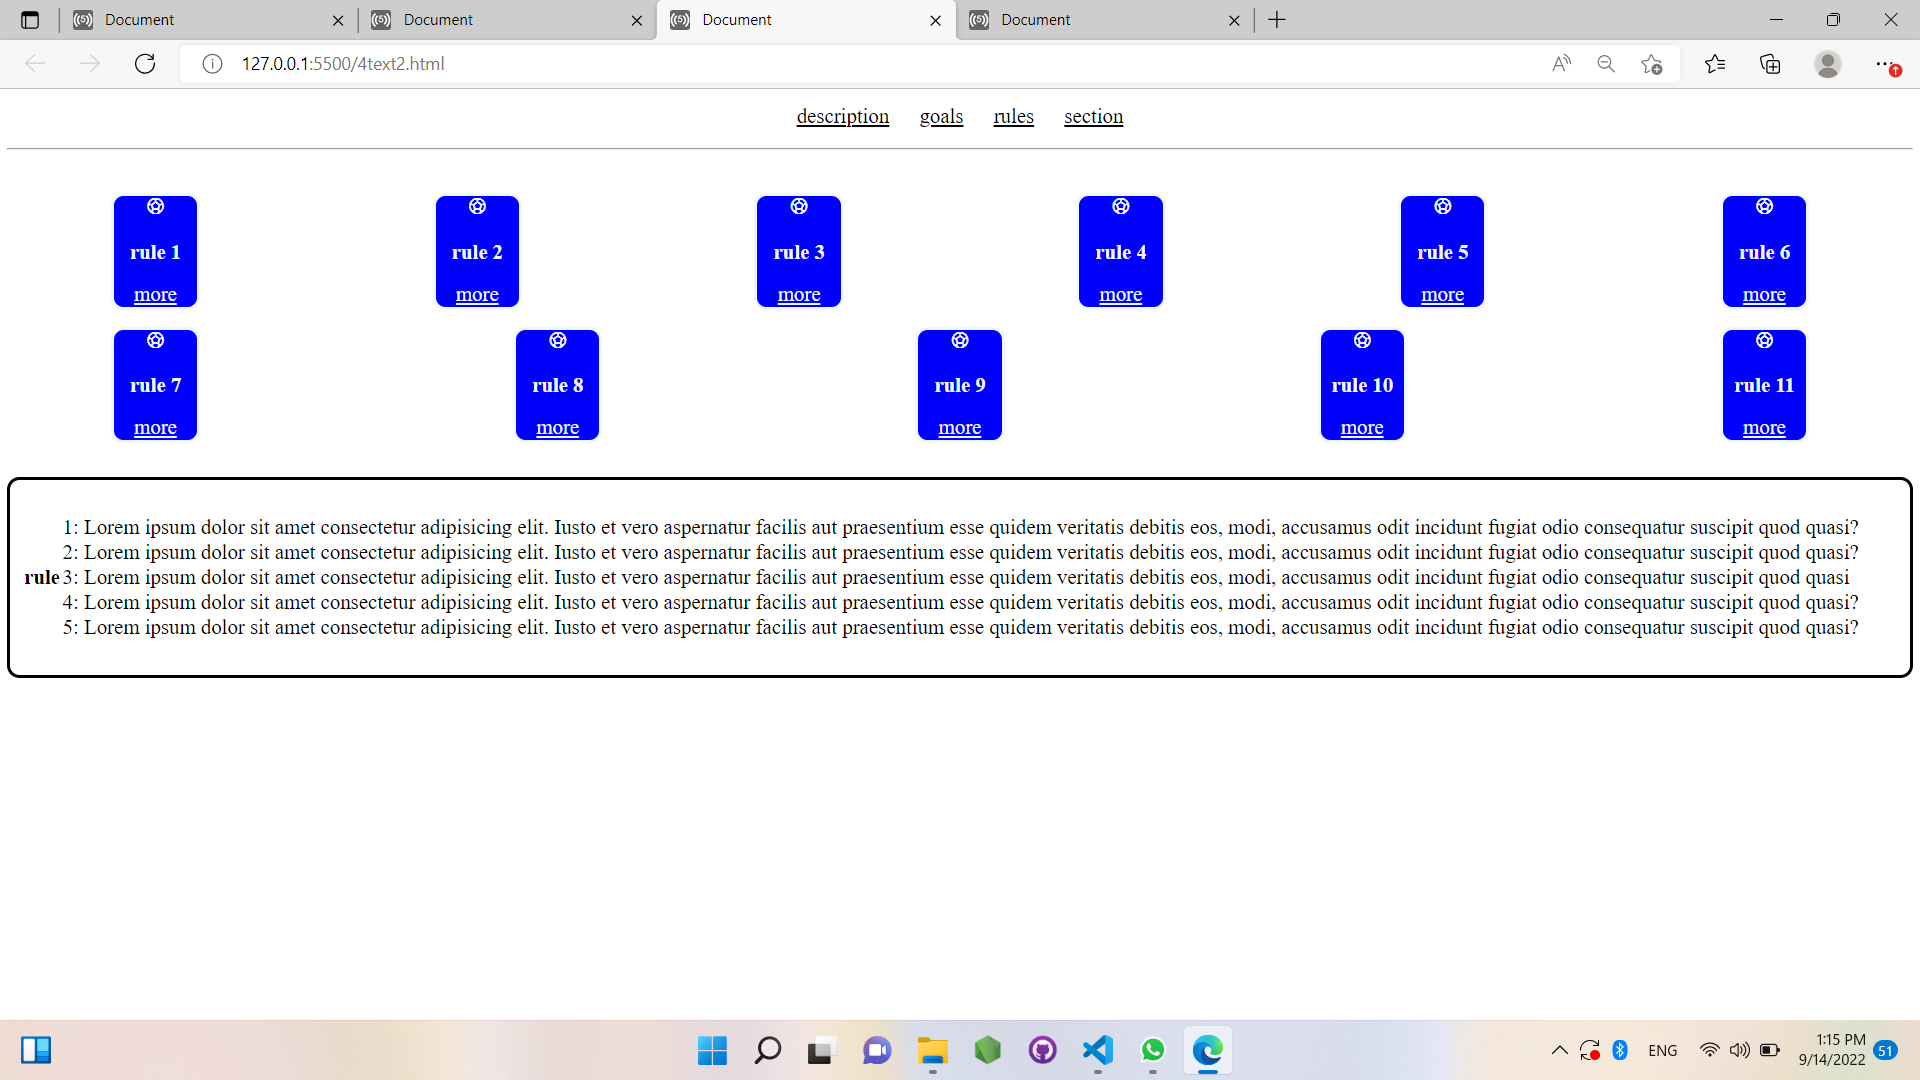 Document Document Document Document
127.0.0.1:5500/4text2.html
description goals rules section
rule 1 rule 2 rule 3 rule 4 rule 5 rule 6
more more more more more more
rule 7 rule 8 rule 9 rule 10 rule 11
more more more more more
1: Lorem ipsum dolor sit amet consectetur adipisicing elit. Iusto et vero aspernatur facilis aut praesentium esse quidem veritatis debitis eos, modi, accusamus odit incidunt fugiat odio consequatur suscipit quod quasi?
2: Lorem ipsum dolor sit amet consectetur adipisicing elit. Iusto et vero aspernatur facilis aut praesentium esse quidem veritatis debitis eos, modi, accusamus odit incidunt fugiat odio consequatur suscipit quod quasi?
rule 3: Lorem ipsum dolor sit amet consectetur adipisicing elit. Iusto et vero aspernatur facilis aut praesentium esse quidem veritatis debitis eos, modi, accusamus odit incidunt fugiat odio consequatur suscipit quod quasi
4: Lorem ipsum dolor sit amet consectetur adipisicing elit. Iusto et vero aspernatur facilis aut praesentium esse quidem veritatis debitis eos, modi, accusamus odit incidunt fugiat odio consequatur suscipit quod quasi?
5: Lorem ipsum dolor sit amet consectetur adipisicing elit. Iusto et vero aspernatur facilis aut praesentium esse quidem veritatis debitis eos, modi, accusamus odit incidunt fugiat odio consequatur suscipit quod quasi?
ENG
1:15 PM
9/14/2022
51